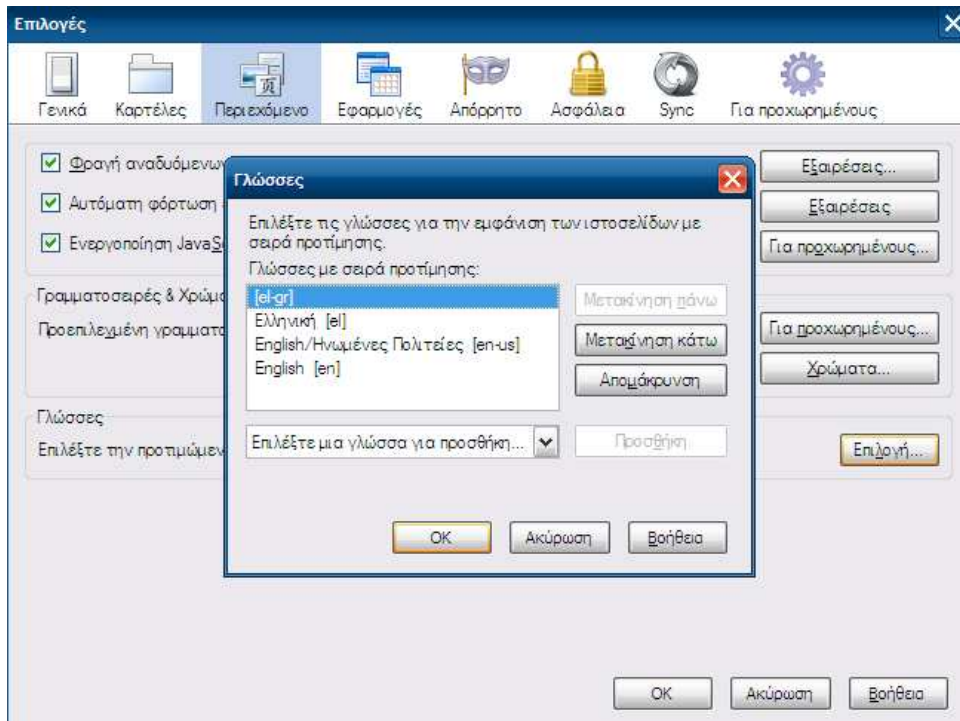 Επιλογές
Γενικά Καρτέλες Περιεχόμενο Εφαρμογές Απόρρητο Ασφάλεια Sync Για προχωρημένους
Φραγή αναδυόμενων
Εξαιρέσεις...
Αυτόματη φόρτωση
Εξαιρέσεις
Ενεργοποίηση JavaS
Για προχωρημένους...
Γραμματοσειρές & Χρώμα
Προεπιλεγμένη γραμματο
Για προχωρημένους...
Χρώματα...
Γλώσσες
Επιλέξτε την προτιμώμεν
Επιλογή...
Γλώσσες
Επιλέξτε τις γλώσσες για την εμφάνιση των ιστοσελίδων με
σειρά προτίμησης.
Γλώσσες με σειρά προτίμησης:
[el-gr]
Ελληνική [el]
English/Ηνωμένες Πολιτείες [en-us]
English [en]
Μετακίνηση πάνω
Μετακίνηση κάτω
Απομάκρυνση
Επιλέξτε μια γλώσσα για προσθήκη...
Προσθήκη
OK Ακύρωση Βοήθεια
OK Ακύρωση Βοήθεια